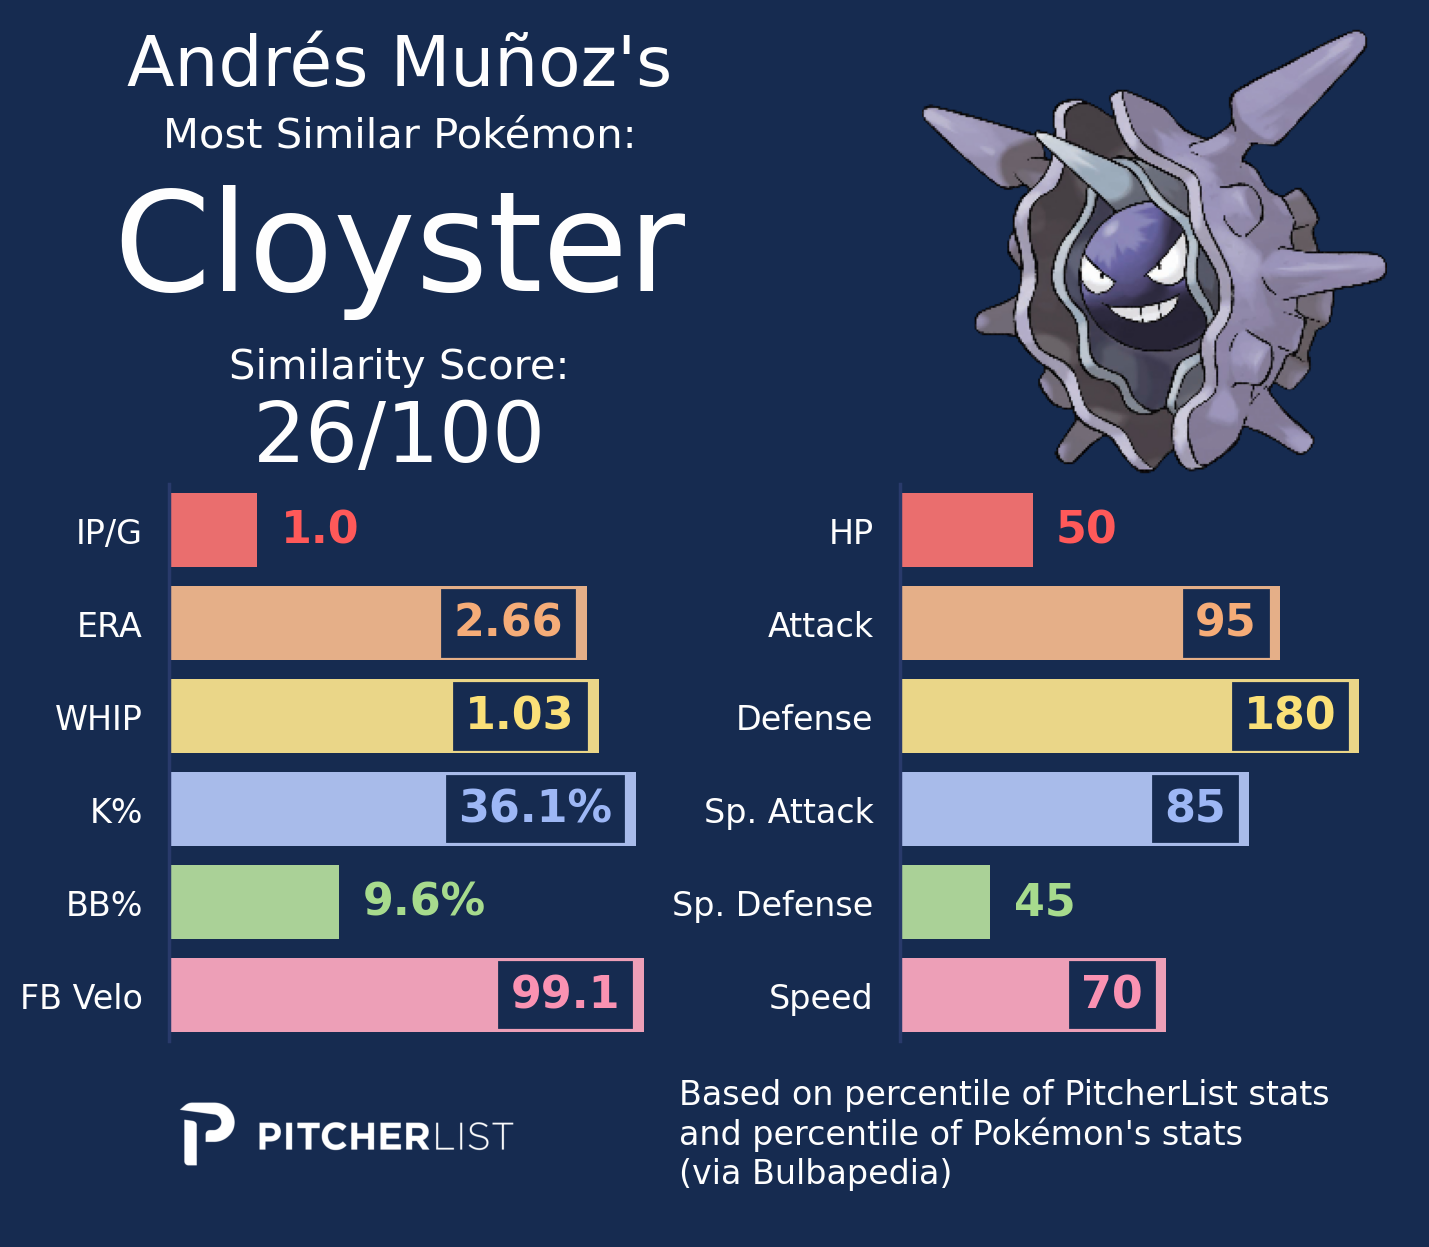 Andrés Muñoz's
Most Similar Pokémon:
Cloyster
Similarity Score:
26/100
IP/G 1.0
ERA 2.66
WHIP 1.03
K% 36.1%
BB% 9.6%
FB Velo 99.1
HP 50
Attack 95
Defense 180
Sp. Attack 85
Sp. Defense 45
Speed 70
PITCHERLIST
Based on percentile of PitcherList stats
and percentile of Pokémon's stats
(via Bulbapedia)